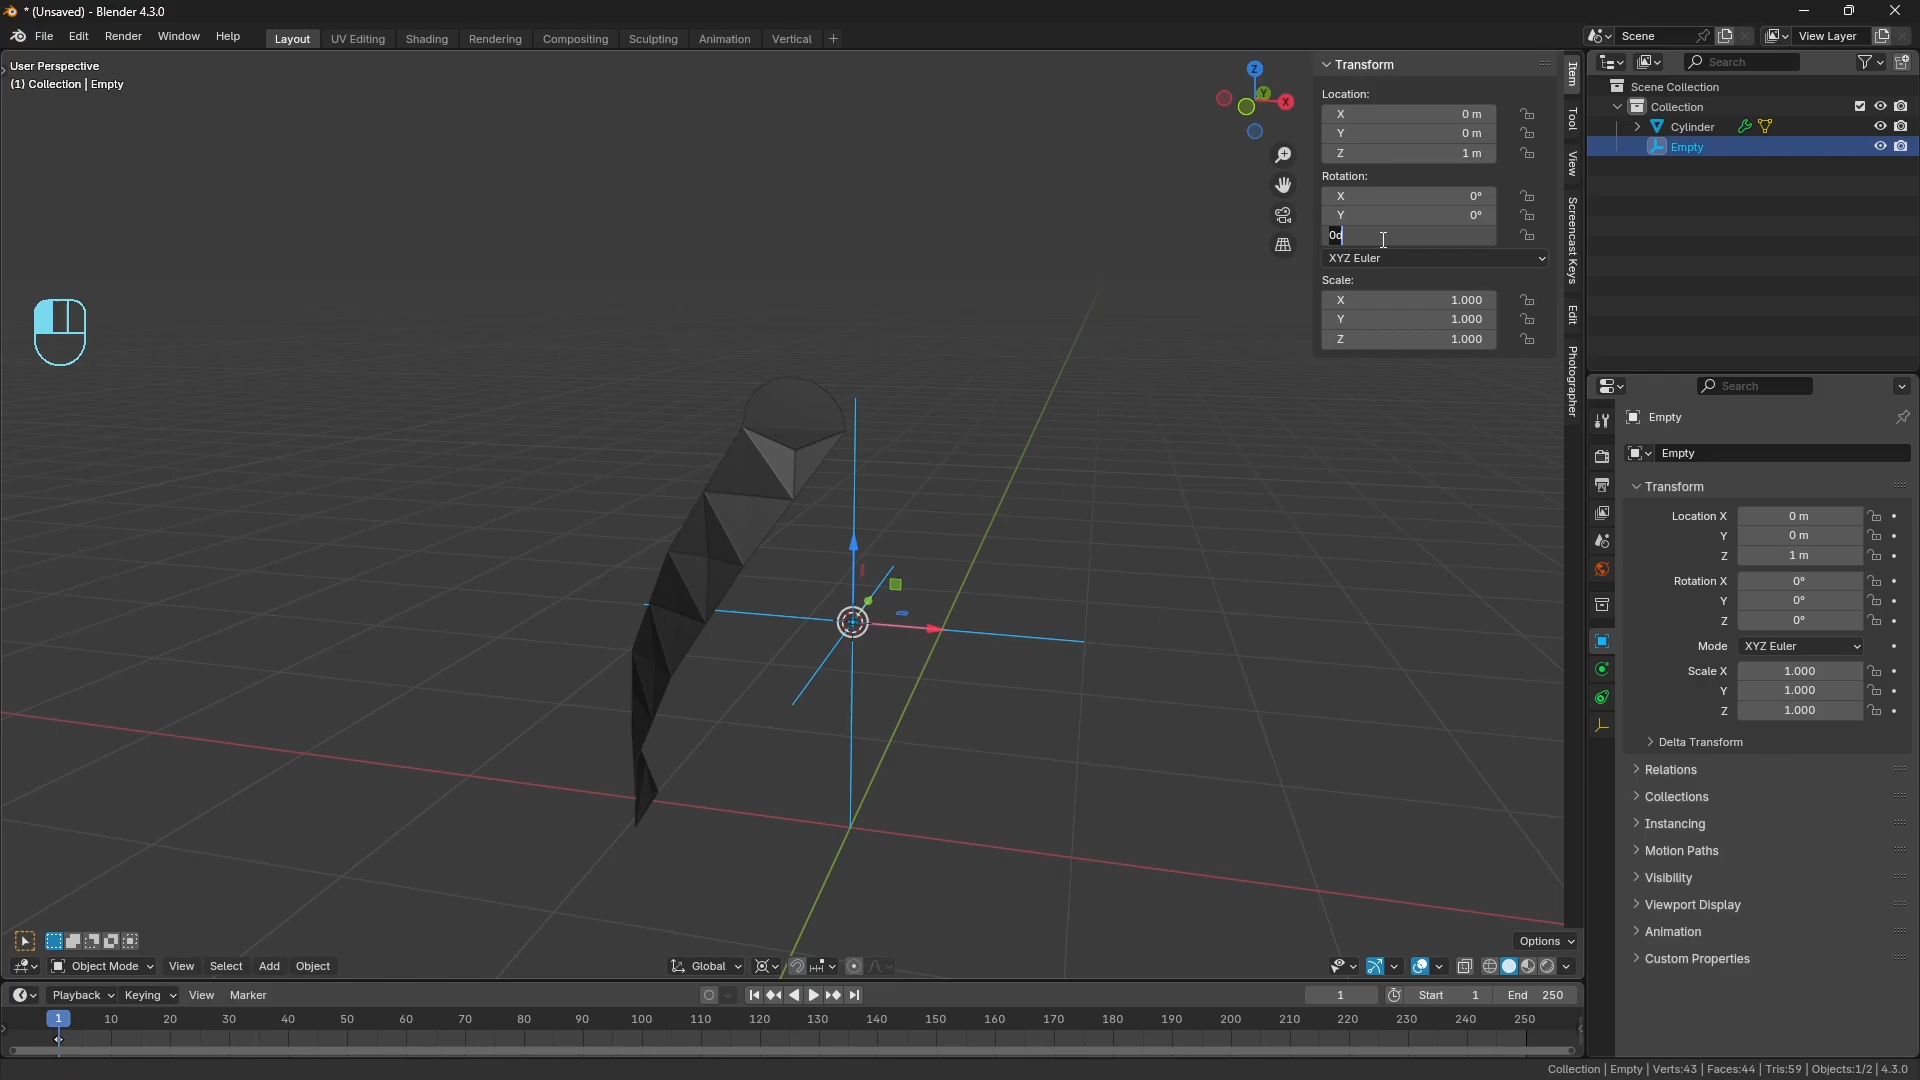 * (Unsaved) - Blender 4.3.0
File Edit Render Window Help Layout UV Editing Shading Rendering Compositing Texture Paint Sculpting Animation Vertical + Scene View Layer
User Perspective
(1) Collection | Empty
Z
Y
X
Transform
Location:
X 0 m
Y 0 m
Z 1 m
Rotation:
X 0°
Y 0°
0d
XYZ Euler
Scale:
X 1.000
Y 1.000
Z 1.000
Item
Tool
View
Screencast Keys
Edit
Photographer
Options
Object Mode View Select Add Object Global
Search
Scene Collection
Collection
Cylinder
Empty
Search
Empty
Empty
Transform
Location X 0 m
Y 0 m
Z 1 m
Rotation X 0°
Y 0°
Z 0°
Mode XYZ Euler
Scale X 1.000
Y 1.000
Z 1.000
Delta Transform
Relations
Collections
Instancing
Motion Paths
Visibility
Viewport Display
Animation
Custom Properties
Playback Keying View Marker 1 Start 1 End 250
1 10 20 30 40 50 60 70 80 90 100 110 120 130 140 150 160 170 180 190 200 210 220 230 240 250
Collection | Empty | Verts:43 | Faces:44 | Tris:59 | Objects:1/2 | 4.3.0